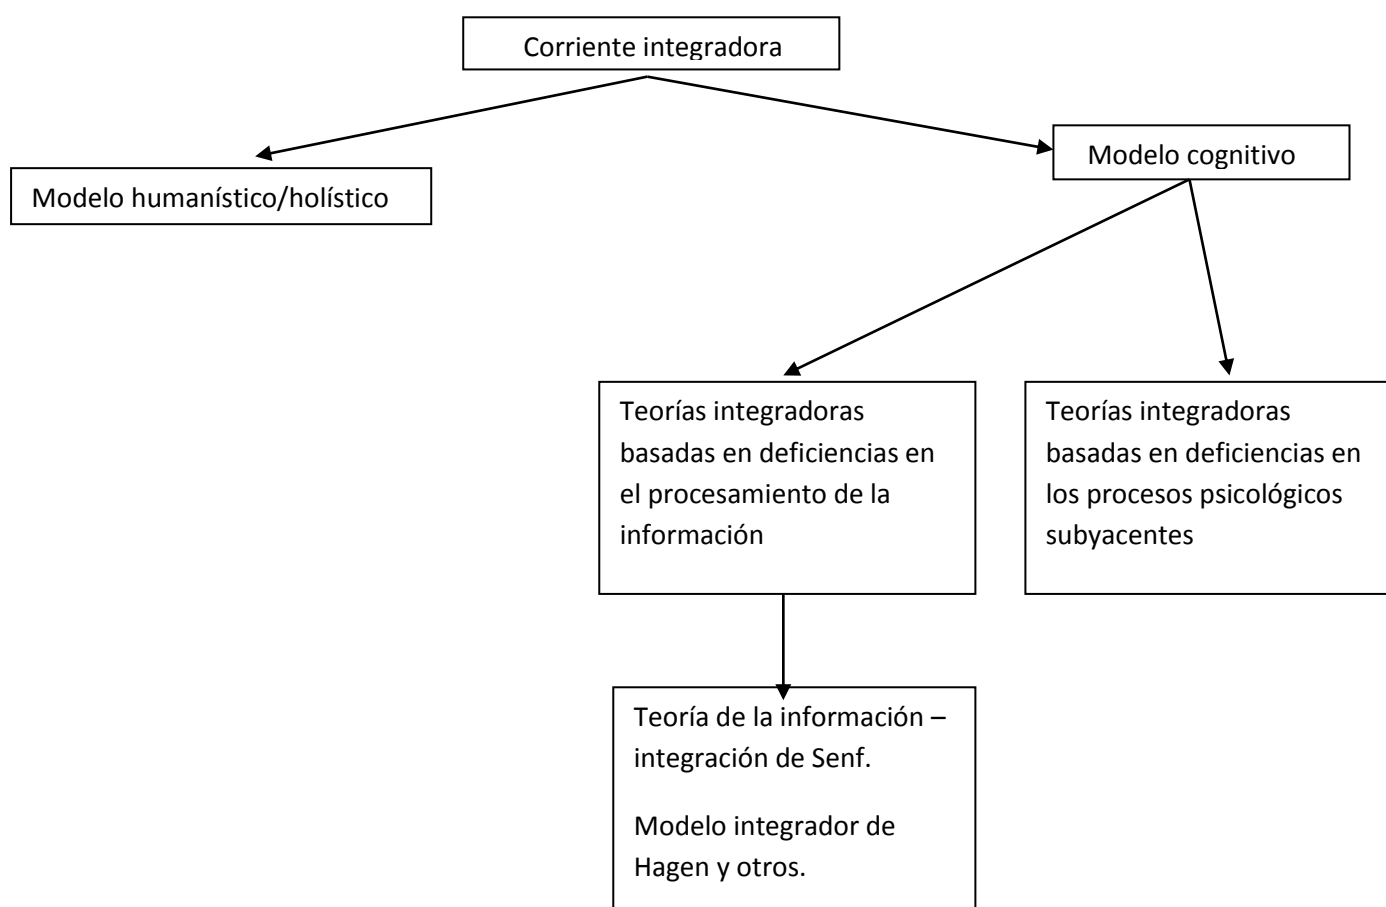 Corriente integradora
Modelo cognitivo
Modelo humanístico/holístico
Teorías integradoras
basadas en deficiencias en
el procesamiento de la
información
Teorías integradoras
basadas en deficiencias en
los procesos psicológicos
subyacentes
Teoría de la información –
integración de Senf.
Modelo integrador de
Hagen y otros.